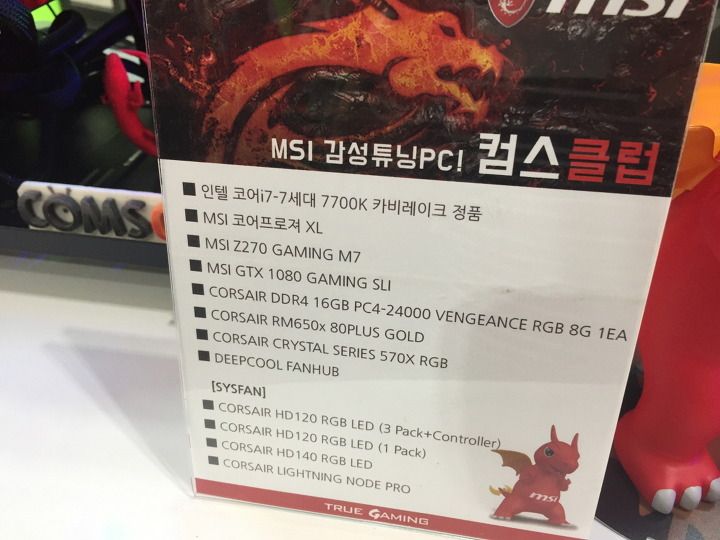 msi
MSI 감성튜닝PC! 컴스클럽
■ 인텔 코어i7-7세대 7700K 카비레이크 정품
■ MSI 코어프로져 XL
■ MSI Z270 GAMING M7
■ MSI GTX 1080 GAMING SLI
■ CORSAIR DDR4 16GB PC4-24000 VENGEANCE RGB 8G 1EA
■ CORSAIR RM650x 80PLUS GOLD
■ CORSAIR CRYSTAL SERIES 570X RGB
■ DEEPCOOL FANHUB
[SYSFAN]
■ CORSAIR HD120 RGB LED (3 Pack+Controller)
■ CORSAIR HD120 RGB LED (1 Pack)
■ CORSAIR HD140 RGB LED
■ CORSAIR LIGHTNING NODE PRO
msi
TRUE GAMING
COMS